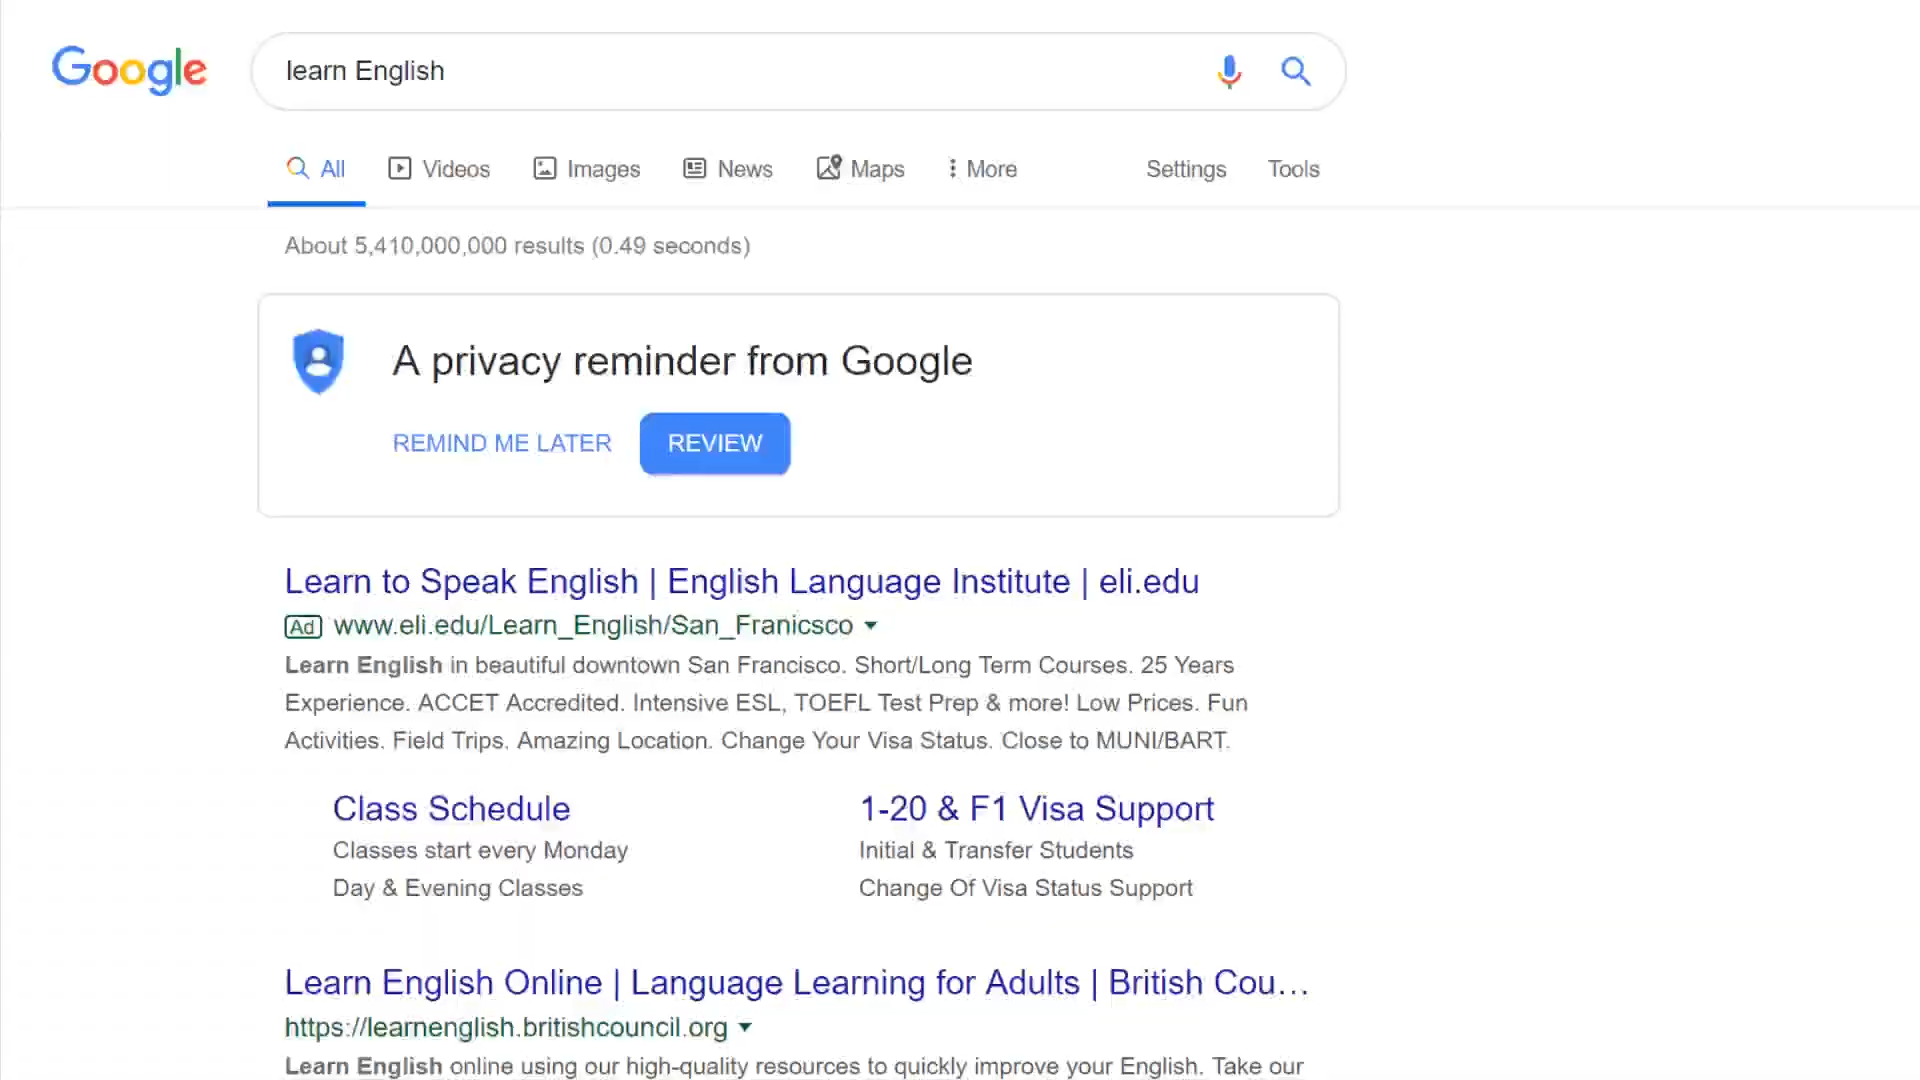 Google
learn English
All Videos Images News Maps More Settings Tools
About 5,410,000,000 results (0.49 seconds)
A privacy reminder from Google
REMIND ME LATER REVIEW
Learn to Speak English | English Language Institute | eli.edu
Ad www.eli.edu/Learn_English/San_Franicsco
Learn English in beautiful downtown San Francisco. Short/Long Term Courses. 25 Years
Experience. ACCET Accredited. Intensive ESL, TOEFL Test Prep & more! Low Prices. Fun
Activities. Field Trips. Amazing Location. Change Your Visa Status. Close to MUNI/BART.
Class Schedule
Classes start every Monday
Day & Evening Classes
1-20 & F1 Visa Support
Initial & Transfer Students
Change Of Visa Status Support
Learn English Online | Language Learning for Adults | British Cou...
https://learnenglish.britishcouncil.org
Learn English online using our high-quality resources to quickly improve your English. Take our